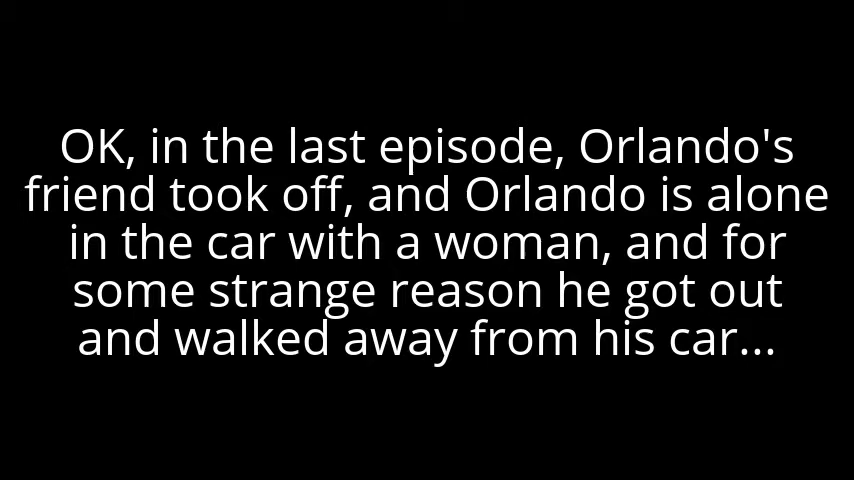 OK, in the last episode, Orlando's
friend took off, and Orlando is alone
in the car with a woman, and for
some strange reason he got out
and walked away from his car...